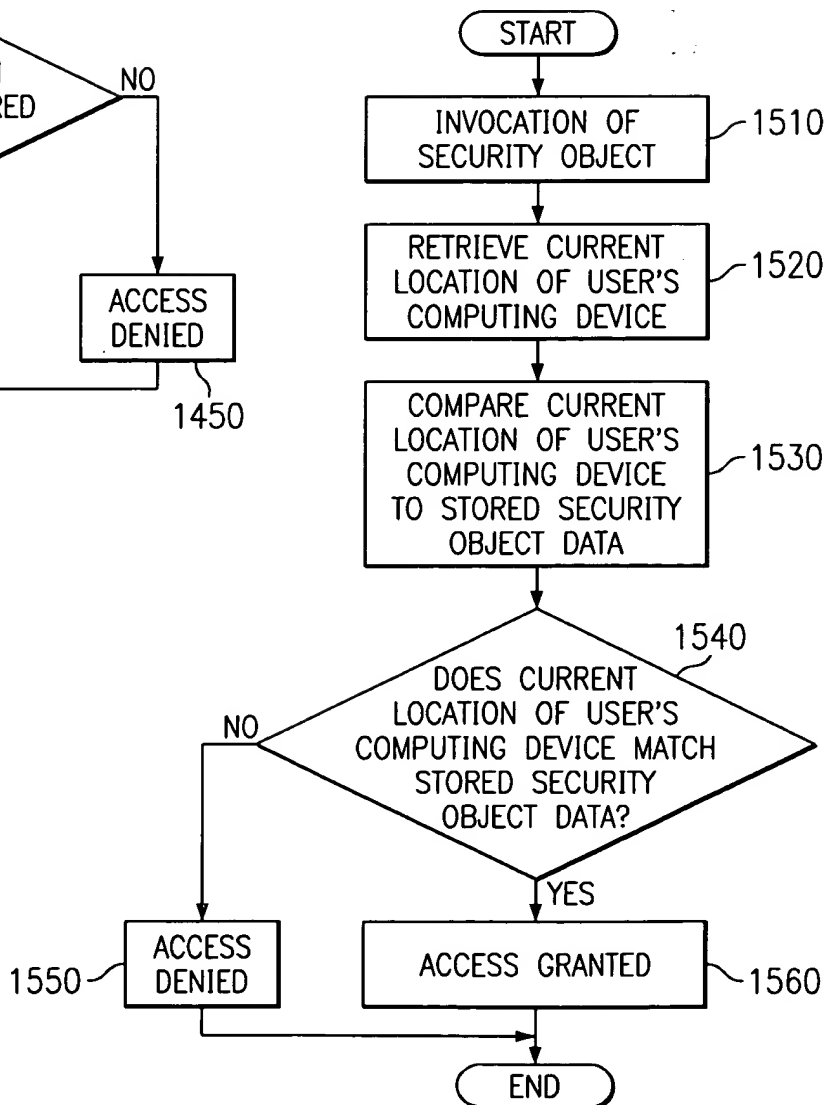 NO
ACCESS
DENIED
1450
START
INVOCATION OF
SECURITY OBJECT
1510
RETRIEVE CURRENT
LOCATION OF USER'S
COMPUTING DEVICE
1520
COMPARE CURRENT
LOCATION OF USER'S
COMPUTING DEVICE
TO STORED SECURITY
OBJECT DATA
1530
1540
DOES CURRENT
LOCATION OF USER'S
COMPUTING DEVICE MATCH
STORED SECURITY
OBJECT DATA?
NO
YES
1550
ACCESS
DENIED
ACCESS GRANTED
1560
END